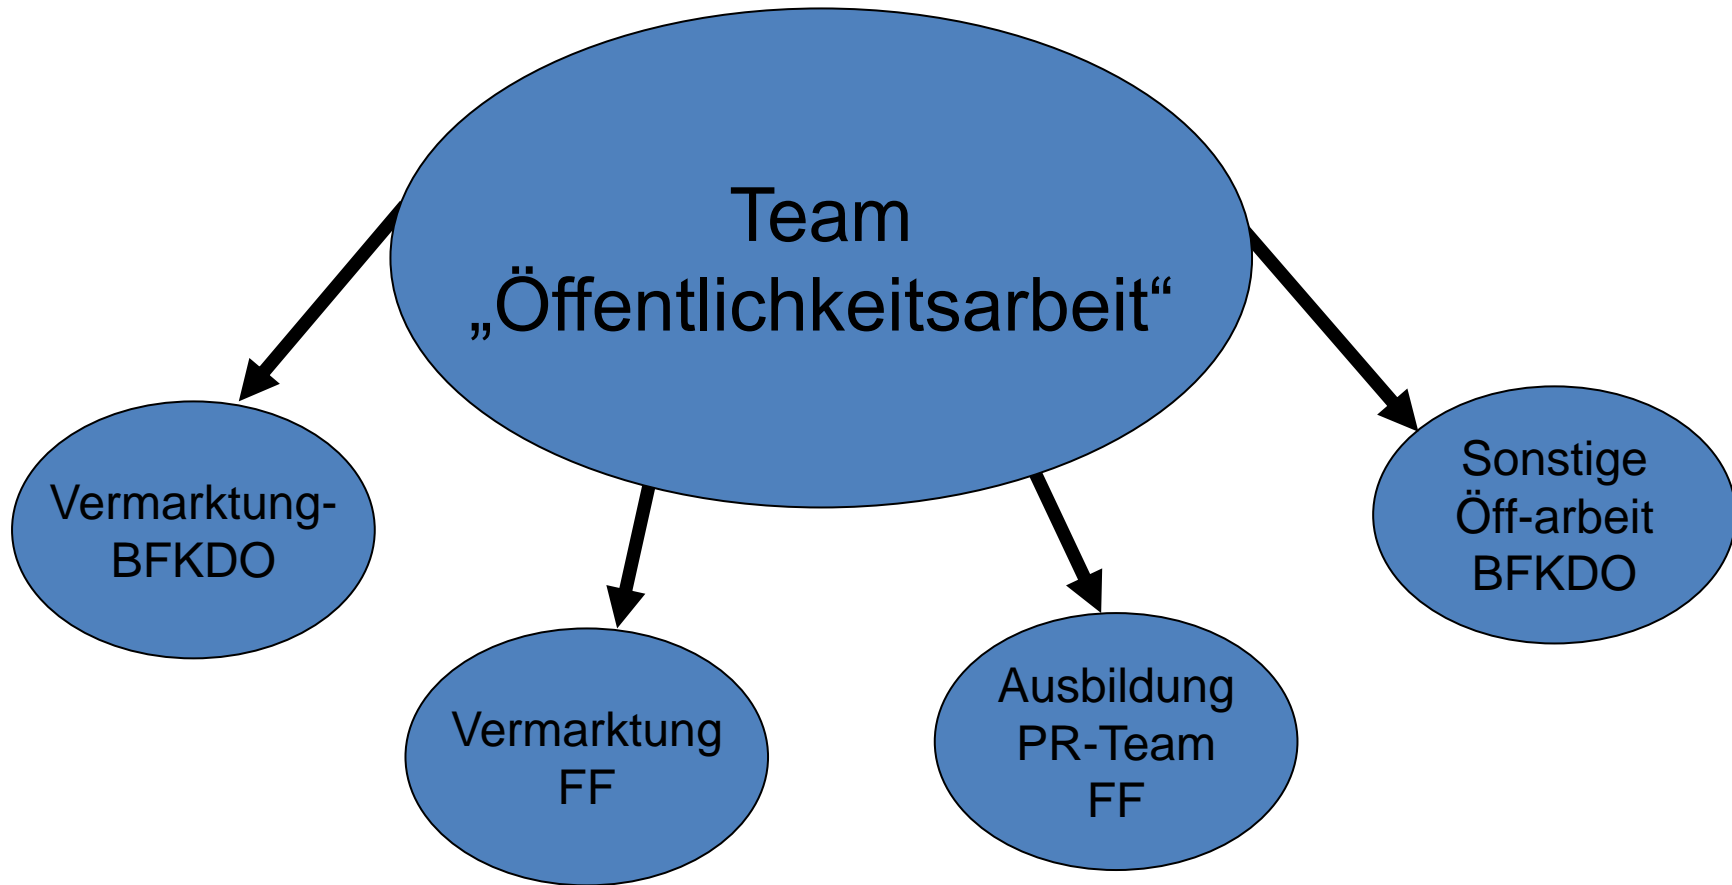 Team
„Öffentlichkeitsarbeit“
Vermarktung-
BFKDO
Vermarktung
FF
Ausbildung
PR-Team
FF
Sonstige
Öff-arbeit
BFKDO